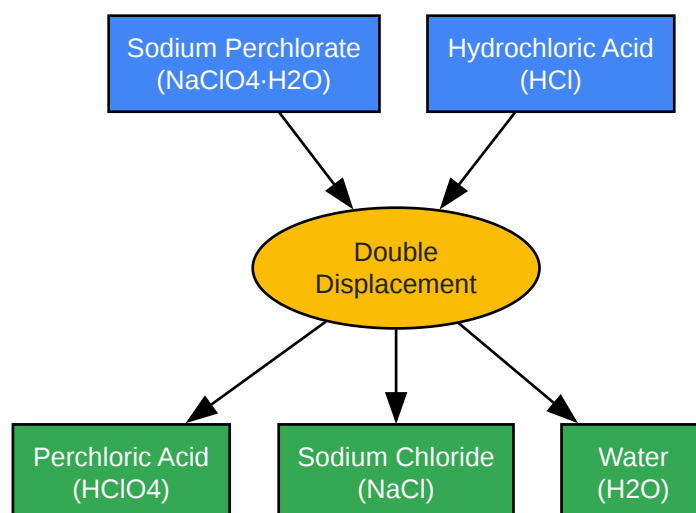 Sodium Perchlorate
(NaClO4·H2O)
Hydrochloric Acid
(HCl)
Double
Displacement
Perchloric Acid
(HClO4)
Sodium Chloride
(NaCl)
Water
(H2O)